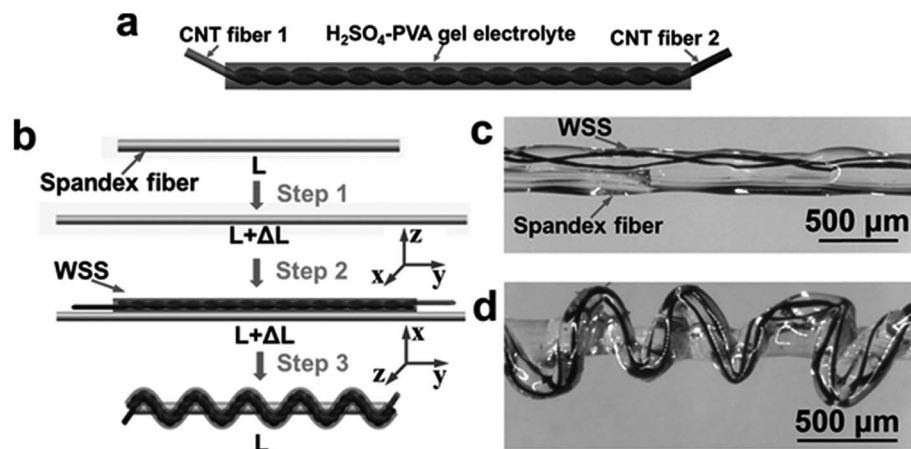 a
CNT fiber 1
H₂SO₄-PVA gel electrolyte
CNT fiber 2
b
Spandex fiber
L
Step 1
L+ΔL
Step 2
z
x
y
WSS
L+ΔL
Step 3
x
z
y
L
c
WSS
Spandex fiber
500 μm
d
500 μm